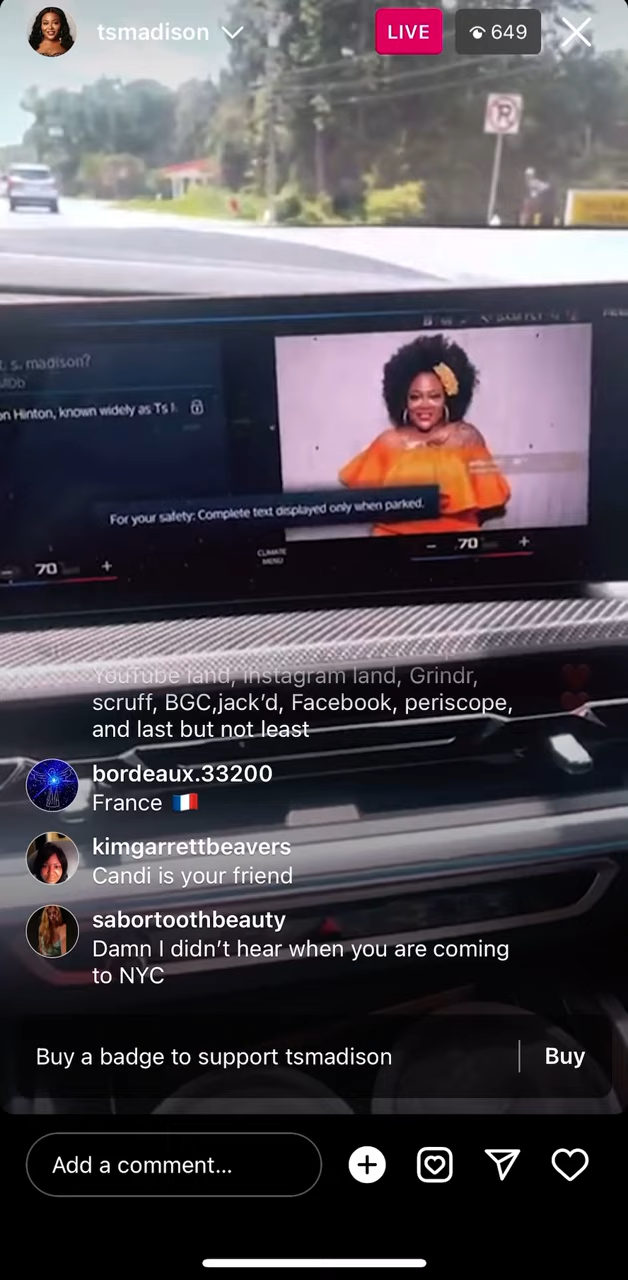 tsmadison
LIVE
649
t. s. madison?
MDb
on Hinton, known widely as Ts
For your safety: Complete text displayed only when parked.
70 +
CLIMATE
MENU
− 70 +
YouTube land, Instagram land, Grindr,
scruff, BGC,jack’d, Facebook, periscope,
and last but not least
bordeaux.33200
France 🇫🇷
kimgarrettbeavers
Candi is your friend
sabortoothbeauty
Damn I didn’t hear when you are coming
to NYC
Buy a badge to support tsmadison
Buy
Add a comment...